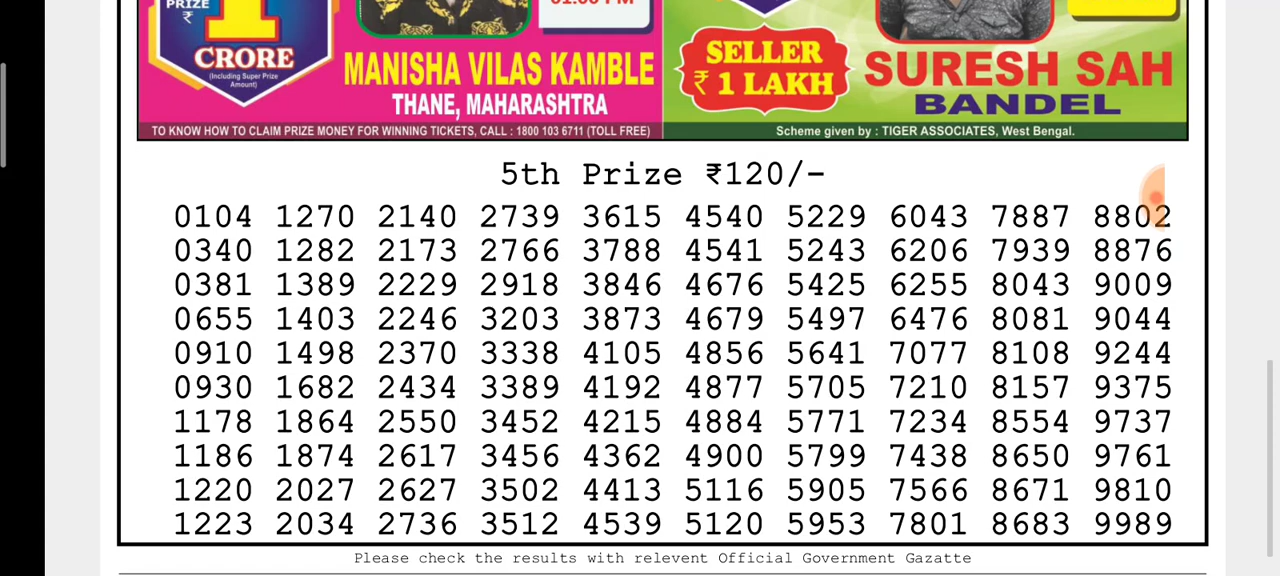 PRIZE
₹
1
CRORE
(Including Super Prize
Amount)
MANISHA VILAS KAMBLE
THANE, MAHARASHTRA
TO KNOW HOW TO CLAIM PRIZE MONEY FOR WINNING TICKETS, CALL : 1800 103 6711 (TOLL FREE)
SELLER
₹ 1 LAKH
SURESH SAH
BANDEL
Scheme given by : TIGER ASSOCIATES, West Bengal.
5th Prize ₹120/-
0104 1270 2140 2739 3615 4540 5229 6043 7887 8802
0340 1282 2173 2766 3788 4541 5243 6206 7939 8876
0381 1389 2229 2918 3846 4676 5425 6255 8043 9009
0655 1403 2246 3203 3873 4679 5497 6476 8081 9044
0910 1498 2370 3338 4105 4856 5641 7077 8108 9244
0930 1682 2434 3389 4192 4877 5705 7210 8157 9375
1178 1864 2550 3452 4215 4884 5771 7234 8554 9737
1186 1874 2617 3456 4362 4900 5799 7438 8650 9761
1220 2027 2627 3502 4413 5116 5905 7566 8671 9810
1223 2034 2736 3512 4539 5120 5953 7801 8683 9989
Please check the results with relevent Official Government Gazatte